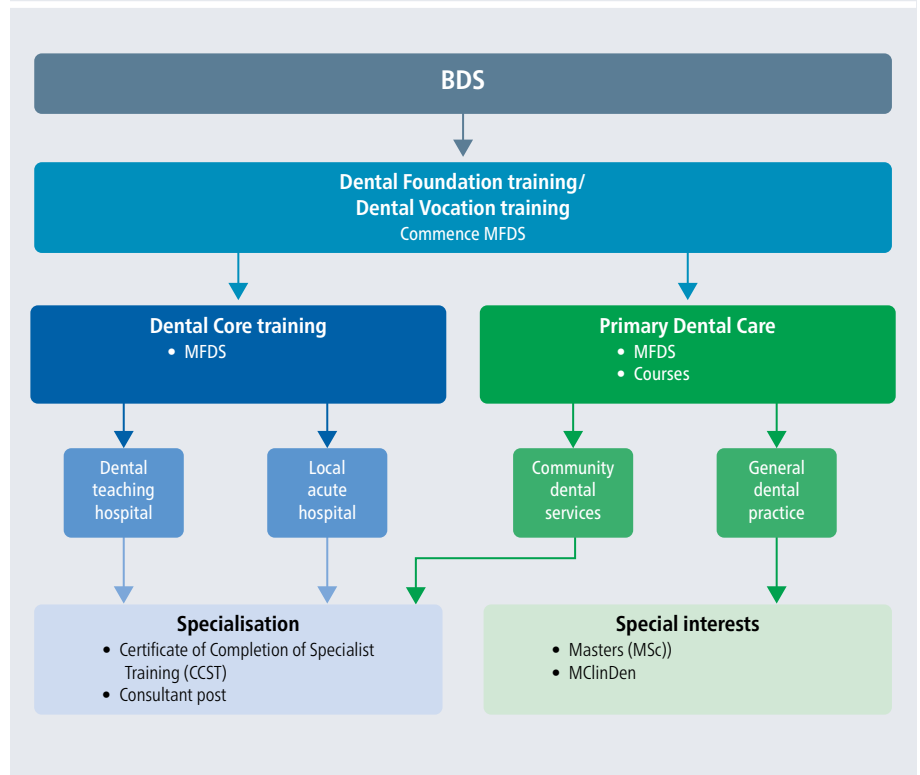 BDS
Dental Foundation training/
Dental Vocation training
Commence MFDS
Dental Core training
• MFDS
Primary Dental Care
• MFDS
• Courses
Dental
teaching
hospital
Local
acute
hospital
Community
dental
services
General
dental
practice
Specialisation
• Certificate of Completion of Specialist
Training (CCST)
• Consultant post
Special interests
• Masters (MSc))
• MClinDen